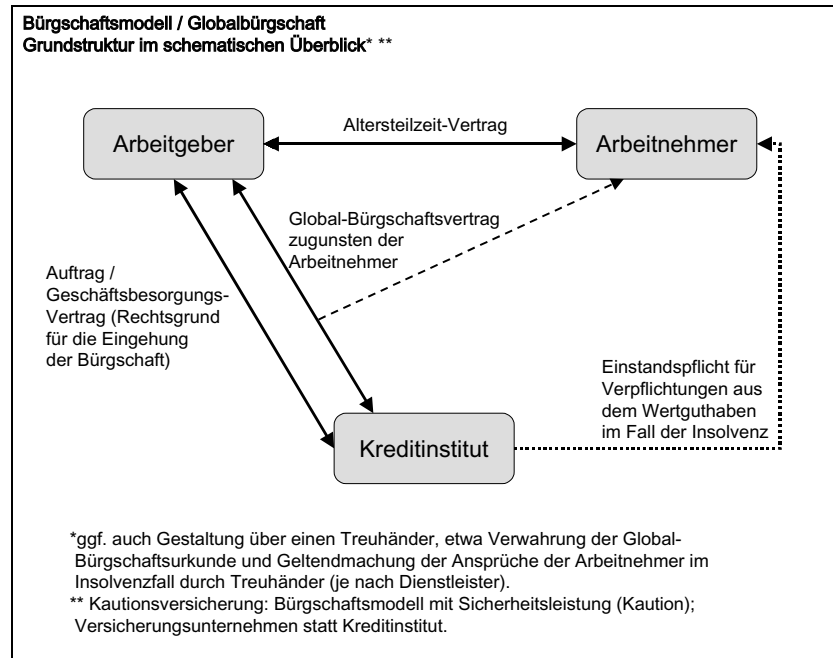 Bürgschaftsmodell / Globalbürgschaft
Grundstruktur im schematischen Überblick* **
Altersteilzeit-Vertrag
Arbeitgeber
Arbeitnehmer
Global-Bürgschaftsvertrag
zugunsten der
Arbeitnehmer
Auftrag /
Geschäftsbesorgungs-
Vertrag (Rechtsgrund
für die Eingehung
der Bürgschaft)
Einstandspflicht für
Verpflichtungen aus
dem Wertguthaben
im Fall der Insolvenz
Kreditinstitut
*ggf. auch Gestaltung über einen Treuhänder, etwa Verwahrung der Global-
Bürgschaftsurkunde und Geltendmachung der Ansprüche der Arbeitnehmer im
Insolvenzfall durch Treuhänder (je nach Dienstleister).
** Kautionsversicherung: Bürgschaftsmodell mit Sicherheitsleistung (Kaution);
Versicherungsunternehmen statt Kreditinstitut.